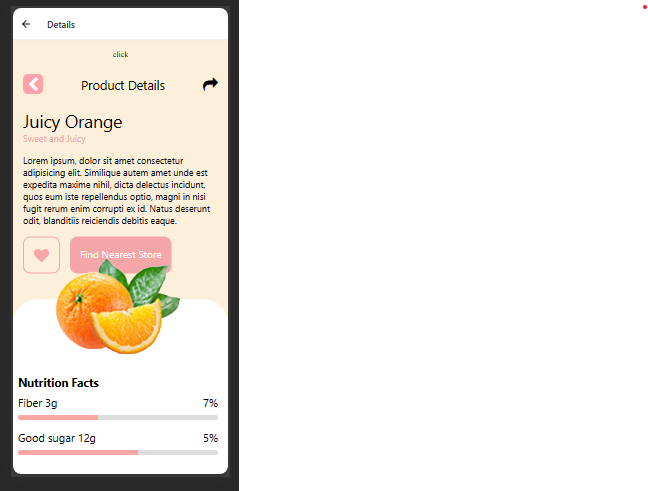 Details
click
Product Details
Juicy Orange
Sweet and Juicy
Lorem ipsum, dolor sit amet consectetur
adipisicing elit. Similique autem amet unde est
expedita maxime nihil, dicta delectus incidunt,
quos eum iste repellendus optio, magni in nisi
fugit rerum enim corrupti ex id. Natus deserunt
odit, blanditiis reiciendis debitis eaque.
Find Nearest Store
Nutrition Facts
Fiber 3g 7%
Good sugar 12g 5%